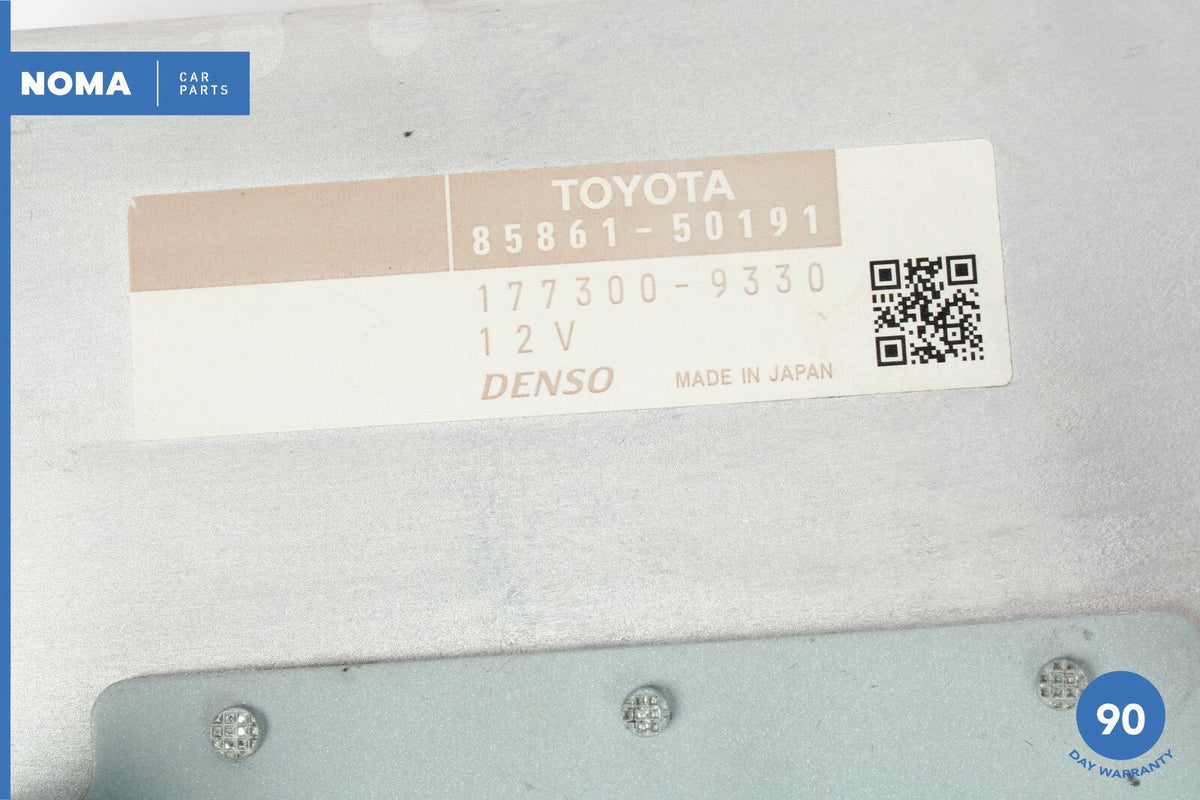 NOMA
CAR
PARTS
TOYOTA
85861-50191
177300-9330
12V
DENSO
MADE IN JAPAN
90
DAY WARRANTY